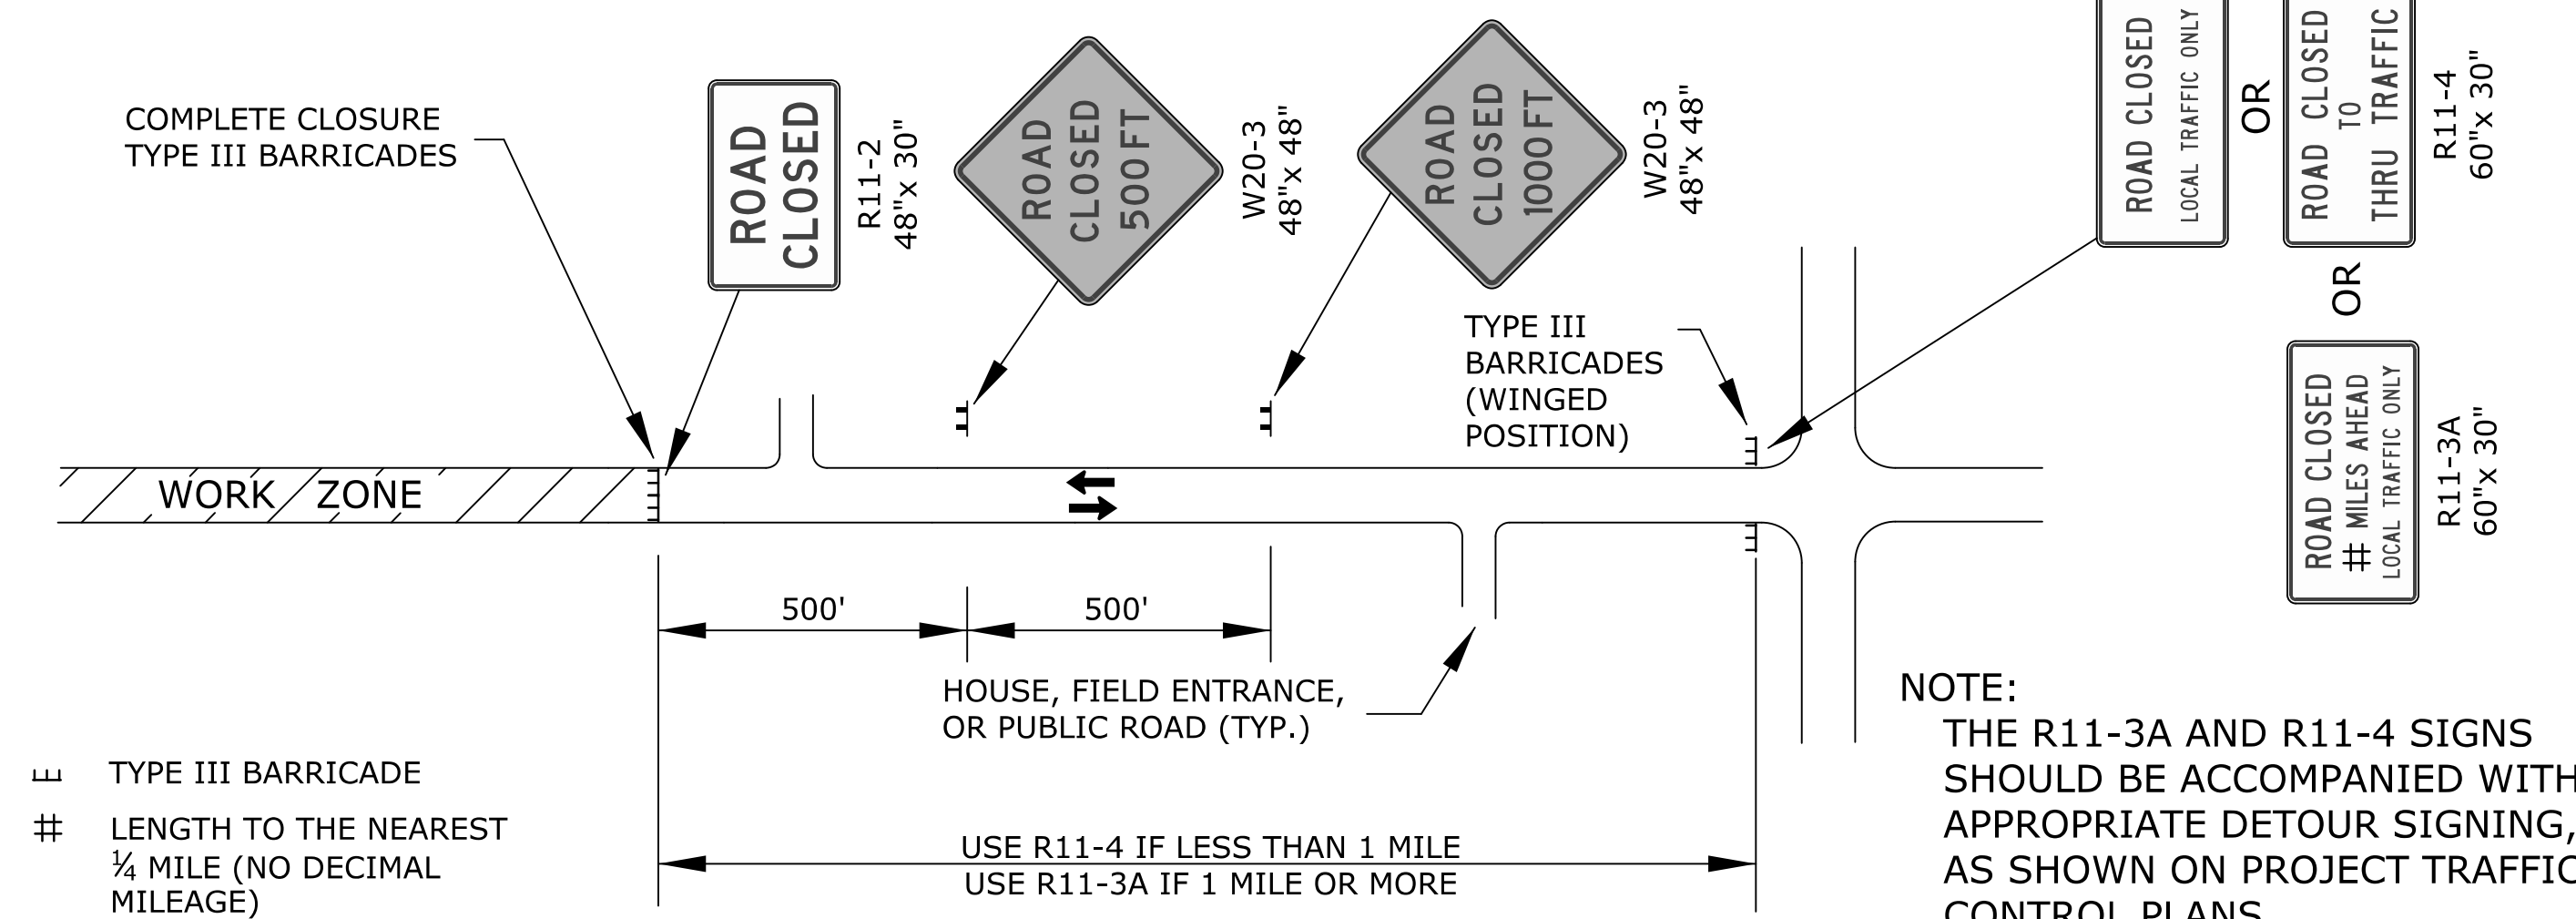 COMPLETE CLOSURE
TYPE III BARRICADES
ROAD
CLOSED
R11-2
48"x 30"
ROAD
CLOSED
500FT
W20-3
48"x 48"
ROAD
CLOSED
1000FT
W20-3
48"x 48"
ROAD CLOSED
LOCAL TRAFFIC ONLY
OR
ROAD CLOSED
TO
THRU TRAFFIC
R11-4
60"x 30"
OR
ROAD CLOSED
# MILES AHEAD
LOCAL TRAFFIC ONLY
R11-3A
60"x 30"
TYPE III
BARRICADES
(WINGED
POSITION)
WORK ZONE
500'
500'
HOUSE, FIELD ENTRANCE,
OR PUBLIC ROAD (TYP.)
TYPE III BARRICADE
# LENGTH TO THE NEAREST
¼ MILE (NO DECIMAL
MILEAGE)
USE R11-4 IF LESS THAN 1 MILE
USE R11-3A IF 1 MILE OR MORE
NOTE:
THE R11-3A AND R11-4 SIGNS
SHOULD BE ACCOMPANIED WITH
APPROPRIATE DETOUR SIGNING,
AS SHOWN ON PROJECT TRAFFIC
CONTROL PLANS